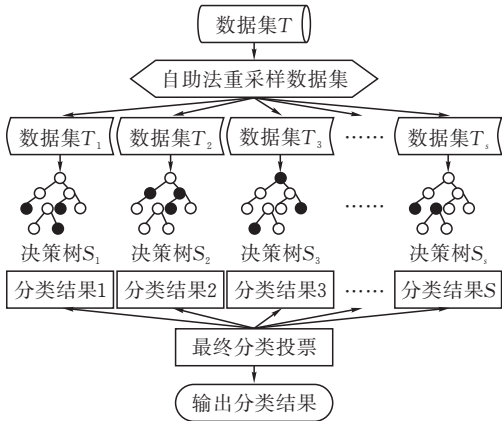 数据集T
自助法重采样数据集
数据集T₁ 数据集T₂ 数据集T₃ …… 数据集Tₛ
……
决策树S₁ 决策树S₂ 决策树S₃ 决策树Sₛ
分类结果1 分类结果2 分类结果3 …… 分类结果S
最终分类投票
输出分类结果